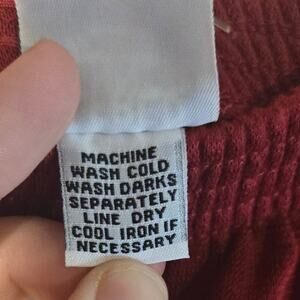 MACHINE
WASH COLD
WASH DARKS
SEPARATELY
LINE DRY
COOL IRON IF
NECESSARY